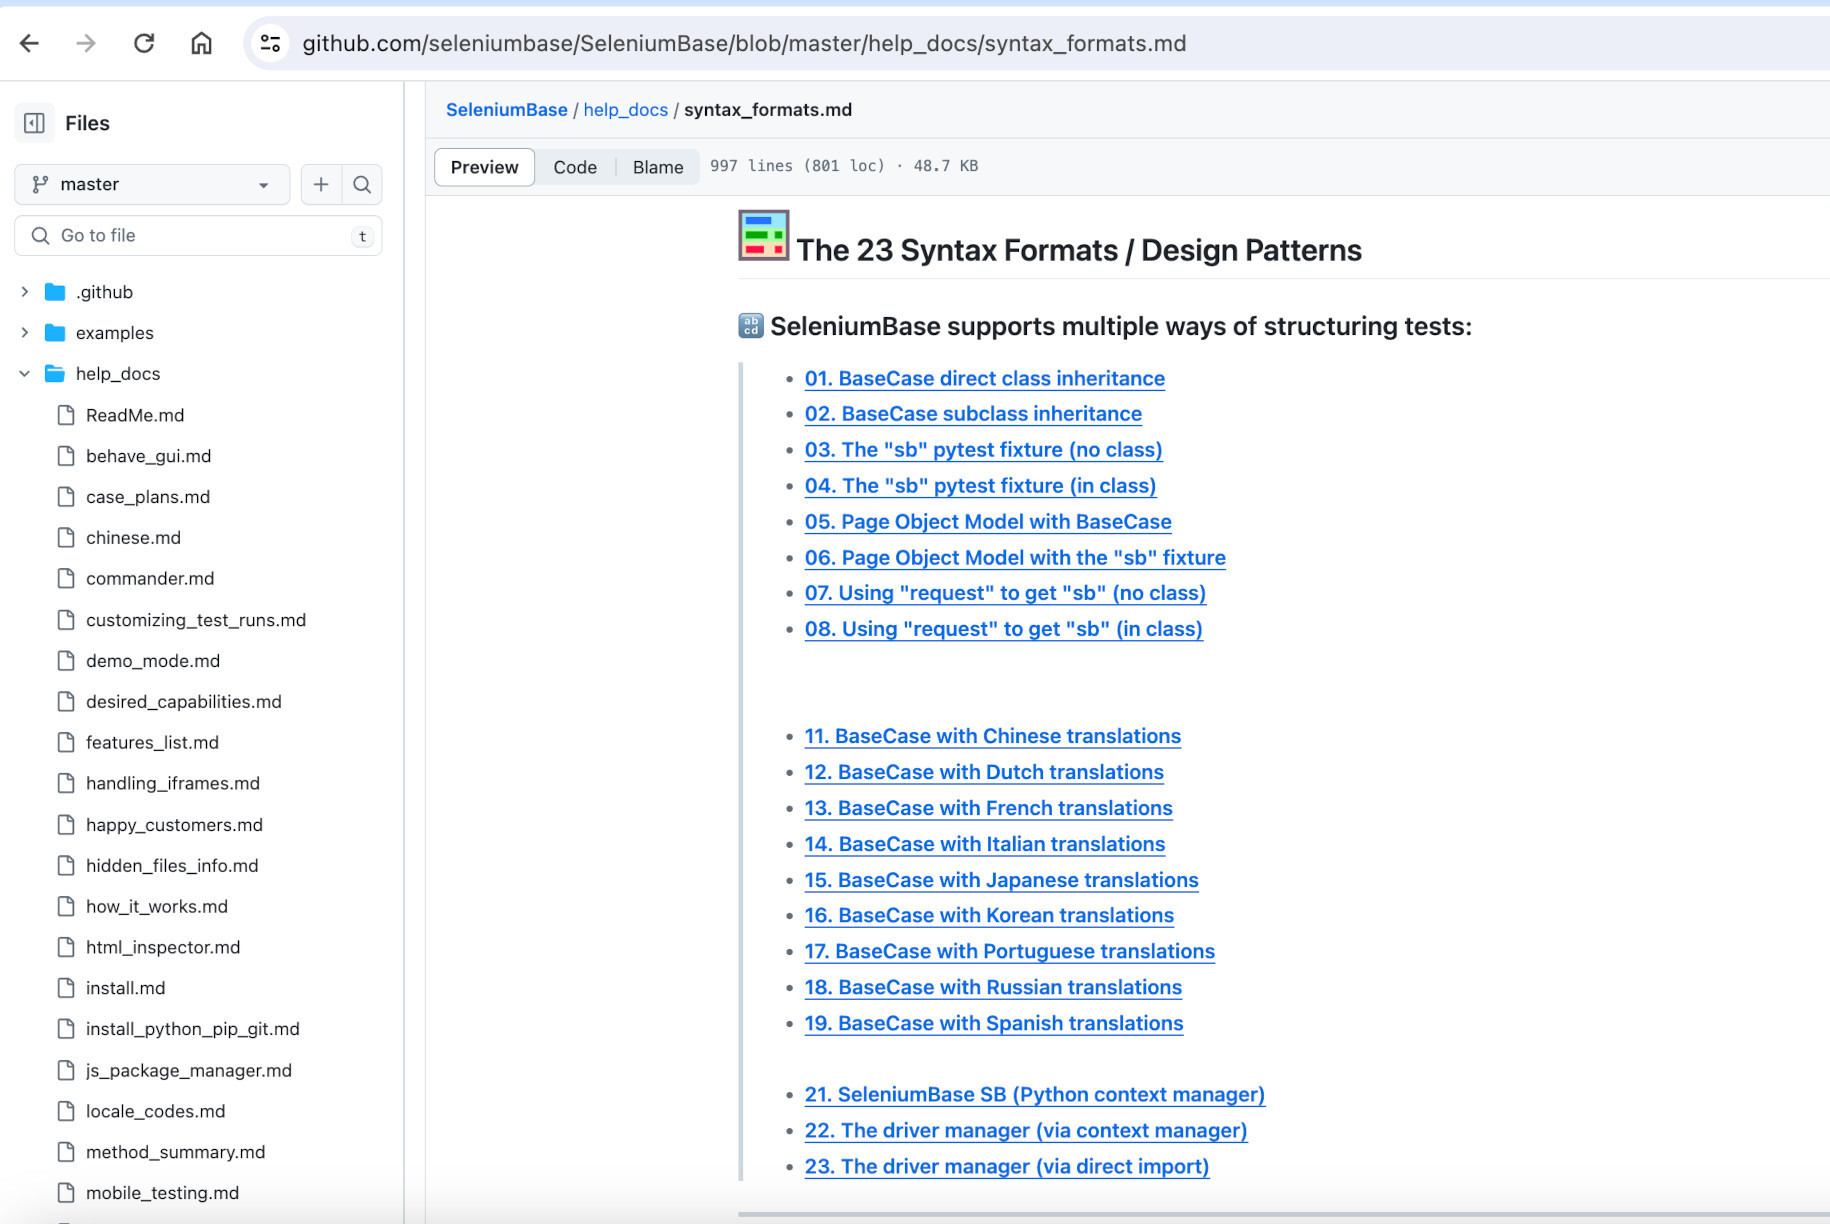 github.com/seleniumbase/SeleniumBase/blob/master/help_docs/syntax_formats.md
Files
master
Go to file
t
.github
examples
help_docs
ReadMe.md
behave_gui.md
case_plans.md
chinese.md
commander.md
customizing_test_runs.md
demo_mode.md
desired_capabilities.md
features_list.md
handling_iframes.md
happy_customers.md
hidden_files_info.md
how_it_works.md
html_inspector.md
install.md
install_python_pip_git.md
js_package_manager.md
locale_codes.md
method_summary.md
mobile_testing.md
SeleniumBase / help_docs / syntax_formats.md
Preview Code Blame 997 lines (801 loc) · 48.7 KB
The 23 Syntax Formats / Design Patterns
abcd SeleniumBase supports multiple ways of structuring tests:
• 01. BaseCase direct class inheritance
• 02. BaseCase subclass inheritance
• 03. The "sb" pytest fixture (no class)
• 04. The "sb" pytest fixture (in class)
• 05. Page Object Model with BaseCase
• 06. Page Object Model with the "sb" fixture
• 07. Using "request" to get "sb" (no class)
• 08. Using "request" to get "sb" (in class)
• 11. BaseCase with Chinese translations
• 12. BaseCase with Dutch translations
• 13. BaseCase with French translations
• 14. BaseCase with Italian translations
• 15. BaseCase with Japanese translations
• 16. BaseCase with Korean translations
• 17. BaseCase with Portuguese translations
• 18. BaseCase with Russian translations
• 19. BaseCase with Spanish translations
• 21. SeleniumBase SB (Python context manager)
• 22. The driver manager (via context manager)
• 23. The driver manager (via direct import)